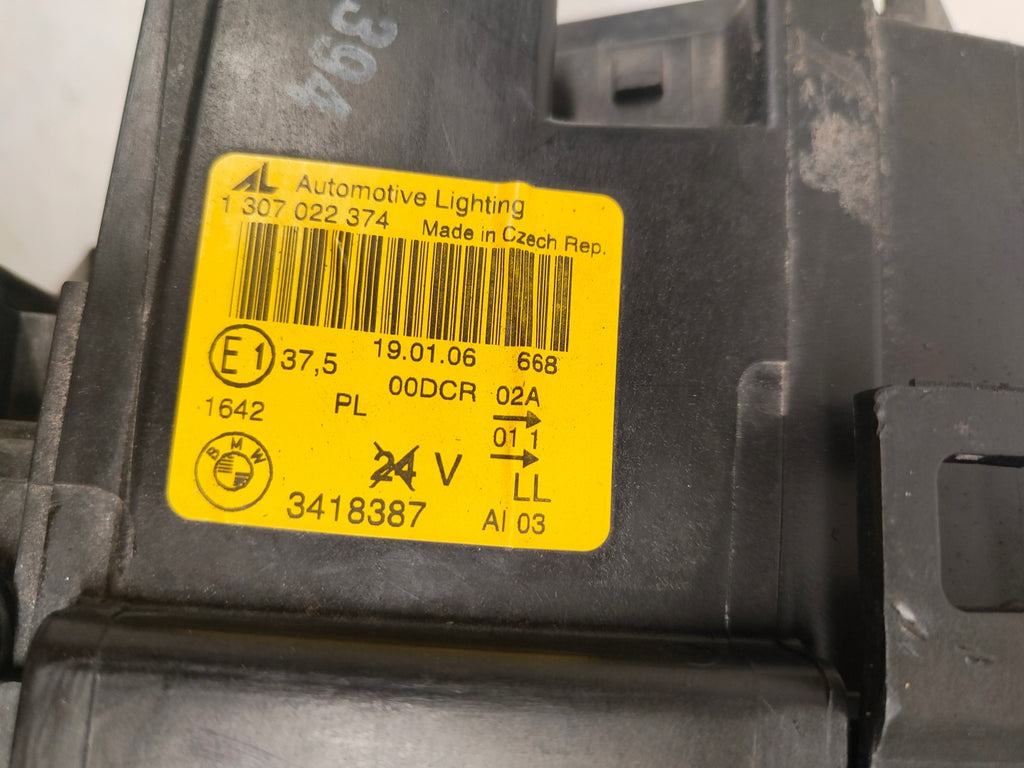 394
AL Automotive Lighting
1 307 022 374 Made in Czech Rep.
E1 37,5 19.01.06 668
00DCR 02A
1642 PL 01 1
BMW 24 V LL
3418387 AI 03